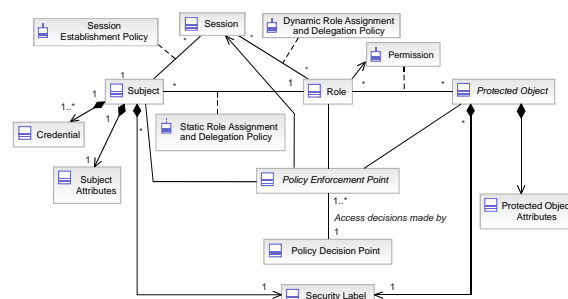 Session
Establishment Policy
Session
Dynamic Role Assignment
and Delegation Policy
Permission
*
*
*
*
1
Subject
*
1
Role
*
*
Protected Object
1
1..*
1
*
*
Credential
Static Role Assignment
and Delegation Policy
1
Subject
Attributes
Policy Enforcement Point
1..*
Access decisions made by
1
Policy Decision Point
1
Protected Object
Attributes
1
Security Label
1